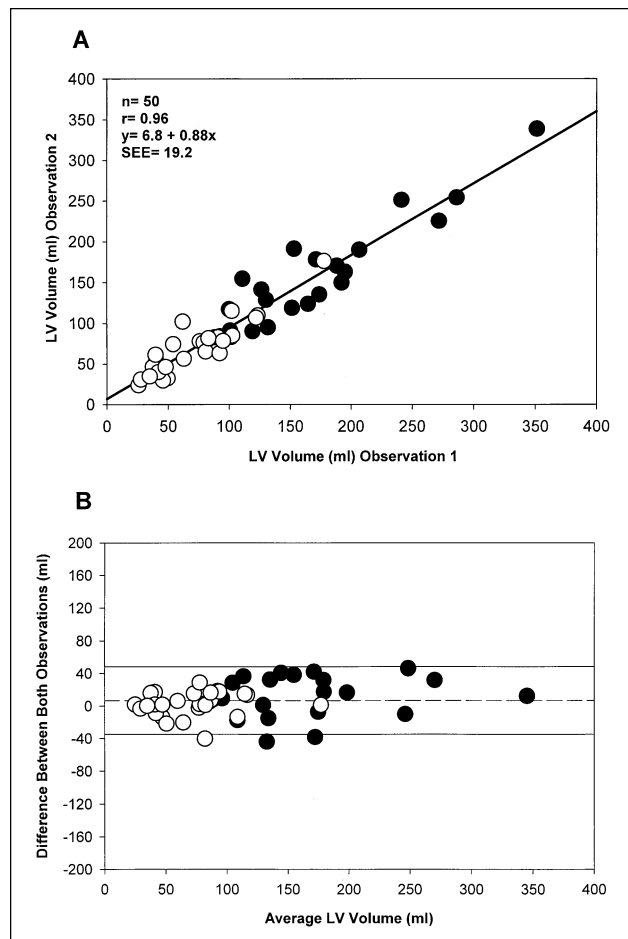 A
400
350
300
250
200
150
100
50
0
LV Volume (ml) Observation 2
n= 50
r= 0.96
y= 6.8 + 0.88x
SEE= 19.2
0 50 100 150 200 250 300 350 400
LV Volume (ml) Observation 1
B
200
160
120
80
40
0
-40
-80
-120
-160
-200
Difference Between Both Observations (ml)
0 50 100 150 200 250 300 350 400
Average LV Volume (ml)